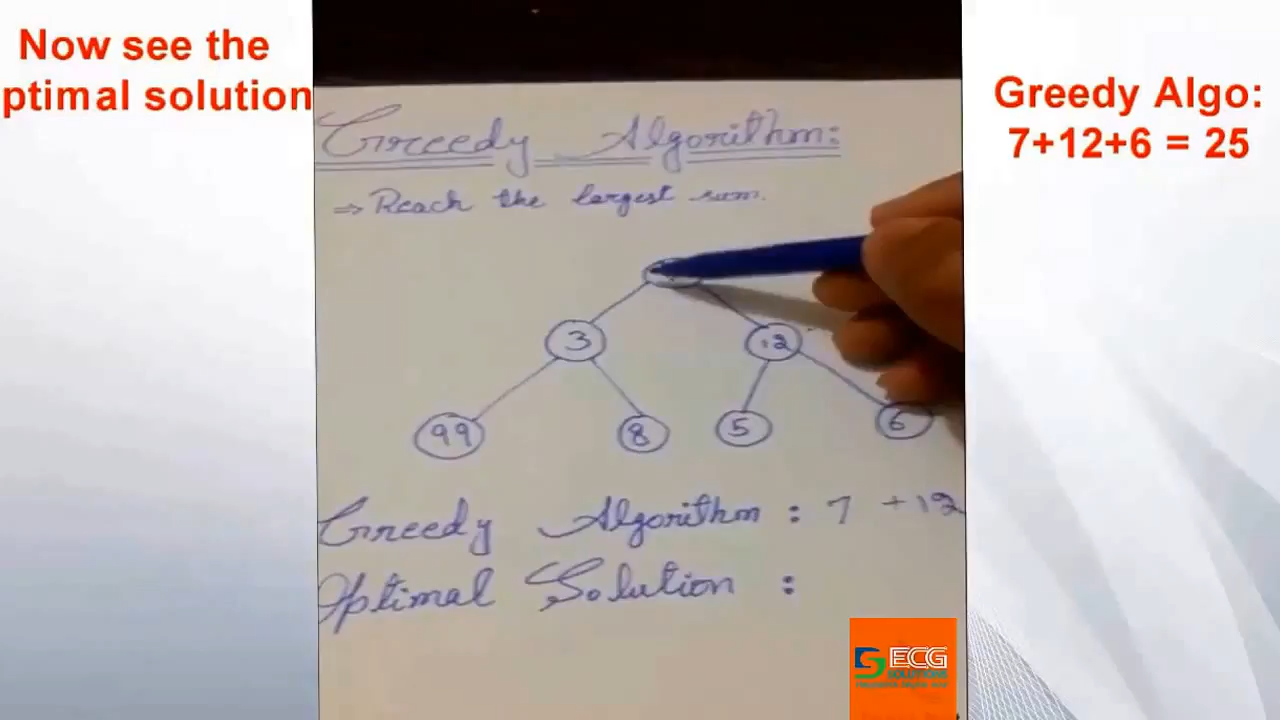 Now see the
ptimal solution
Greedy Algo:
7+12+6 = 25
Greedy Algorithm:
⇒ Reach the largest sum.
3
12
99
8
5
6
Greedy Algorithm : 7 +12
Optimal Solution :
ECG
SOLUTIONS